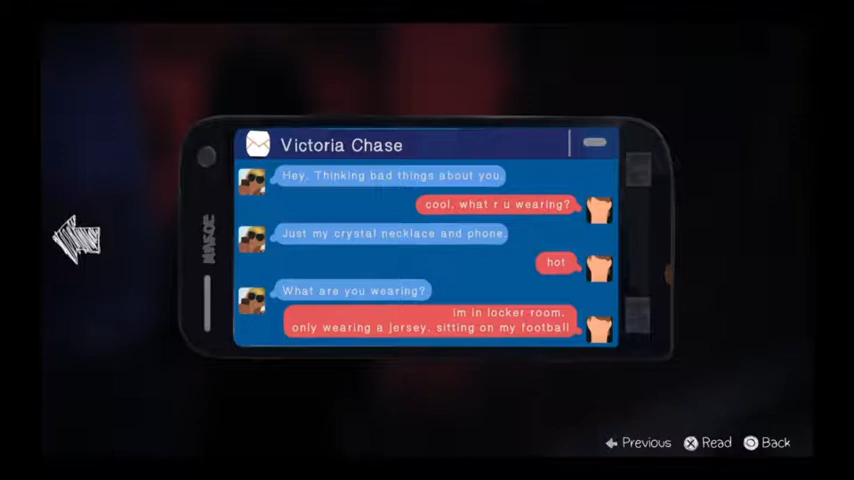 Victoria Chase
Hey. Thinking bad things about you.
cool. what r u wearing?
Just my crystal necklace and phone.
hot
What are you wearing?
im in locker room.
only wearing a jersey. sitting on my football
Previous
Read
Back